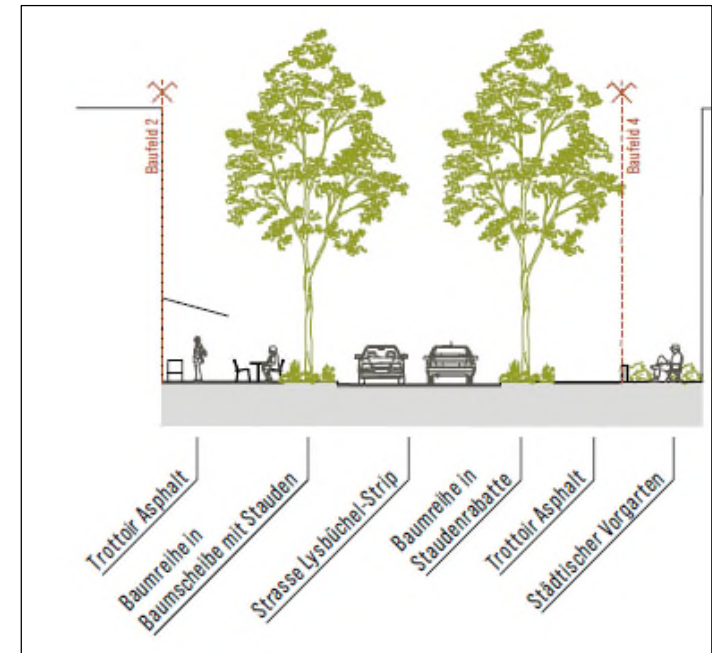 Baufeld 2
Baufeld 4
Trottoir Asphalt
Baumreihe in
Baumscheibe mit Stauden
Strasse Lysbüchel-Strip
Baumreihe in
Staudenrabatte
Trottoir Asphalt
Städtischer Vorgarten